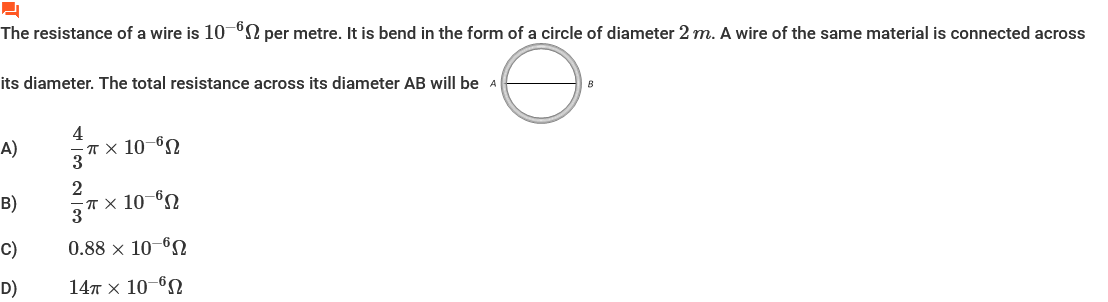 The resistance of a wire is 10⁻⁶Ω per metre. It is bend in the form of a circle of diameter 2 m. A wire of the same material is connected across
its diameter. The total resistance across its diameter AB will be A B
A) 4/3 π × 10⁻⁶Ω
B) 2/3 π × 10⁻⁶Ω
C) 0.88 × 10⁻⁶Ω
D) 14π × 10⁻⁶Ω